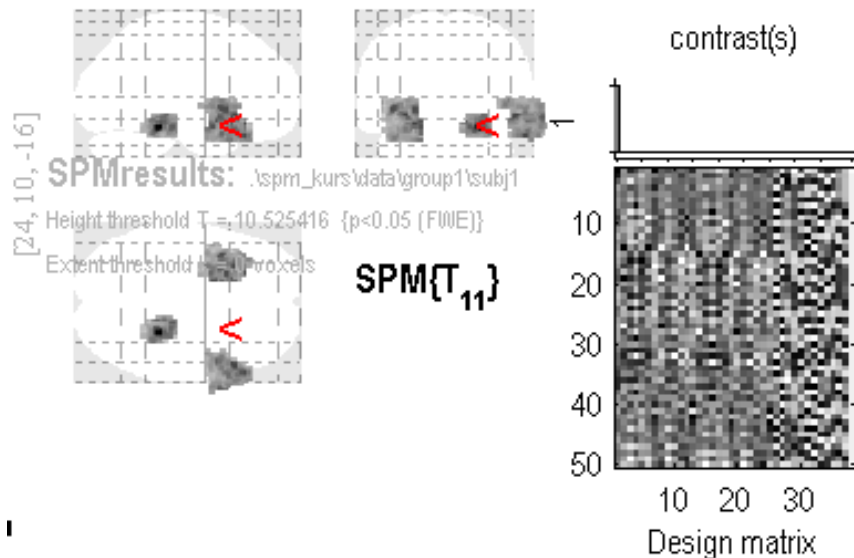 contrast(s)
1
[24, 10, -16]
SPMresults: .\spm_kurs\data\group1\subj1
Height threshold T = 10.525416 {p<0.05 (FWE)}
Extent threshold voxels
SPM{T11}
10
20
30
40
50
10 20 30
Design matrix